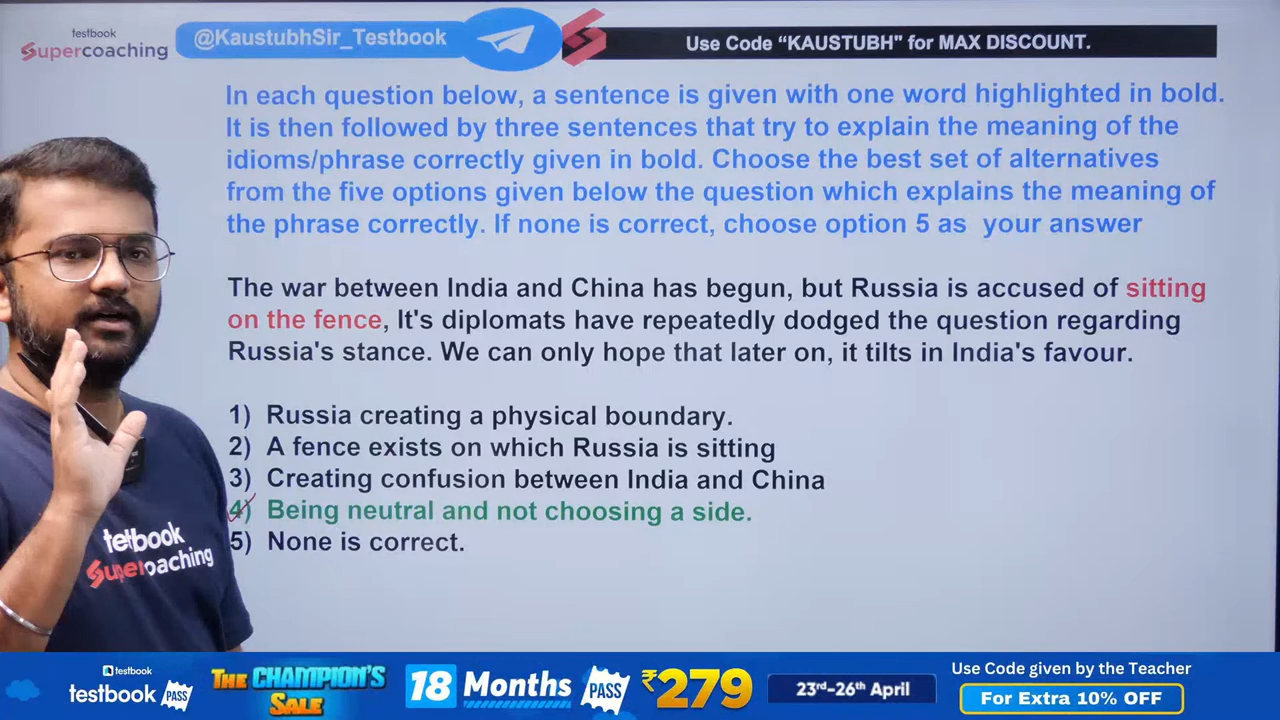 testbook
Supercoaching
@KaustubhSir_Testbook
Use Code “KAUSTUBH" for MAX DISCOUNT.
In each question below, a sentence is given with one word highlighted in bold.
It is then followed by three sentences that try to explain the meaning of the
idioms/phrase correctly given in bold. Choose the best set of alternatives
from the five options given below the question which explains the meaning of
the phrase correctly. If none is correct, choose option 5 as your answer
The war between India and China has begun, but Russia is accused of sitting
on the fence, It's diplomats have repeatedly dodged the question regarding
Russia's stance. We can only hope that later on, it tilts in India's favour.
1) Russia creating a physical boundary.
2) A fence exists on which Russia is sitting
3) Creating confusion between India and China
4) Being neutral and not choosing a side.
5) None is correct.
testbook
Supercoaching
testbook
testbook PASS
THE CHAMPION'S
SALE
18 Months PASS ₹279
23rd-26th April
Use Code given by the Teacher
For Extra 10% OFF